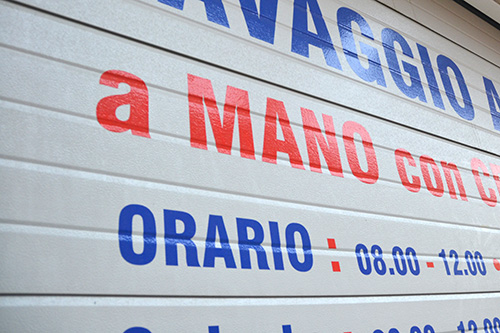 AVAGGIO A
a MANO con C
ORARIO : 08.00 - 12.00